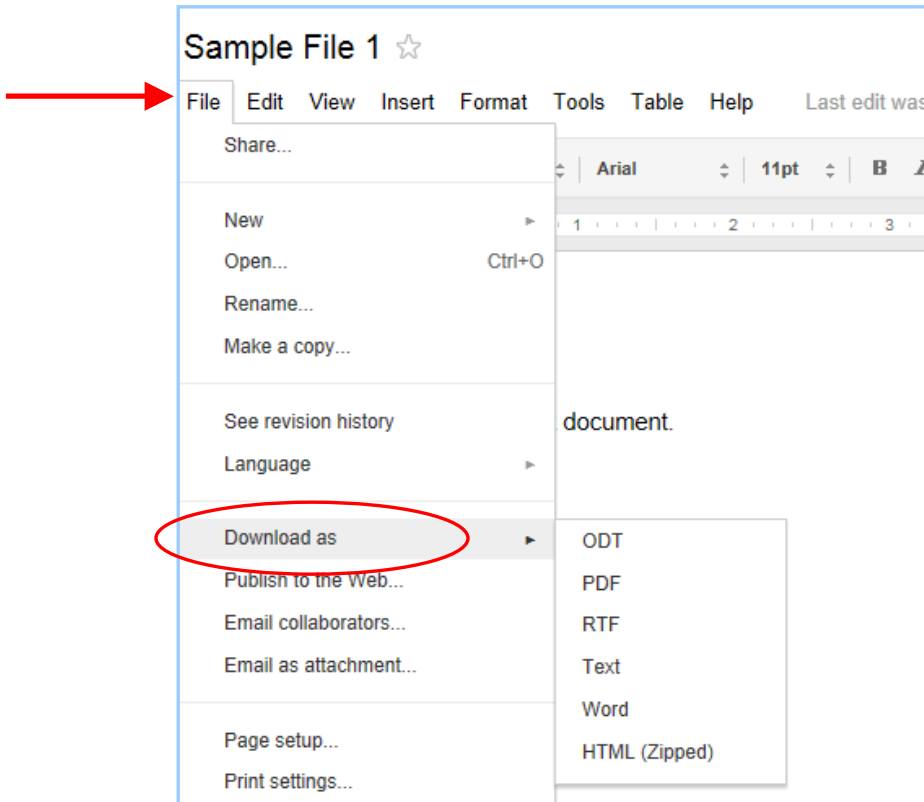 Sample File 1
File Edit View Insert Format Tools Table Help Last edit was
Share...
Arial 11pt B
New
1 2 3
Open... Ctrl+O
Rename...
Make a copy...
See revision history
document.
Language
Download as
ODT
Publish to the Web...
PDF
Email collaborators...
RTF
Email as attachment...
Text
Word
Page setup...
HTML (Zipped)
Print settings...